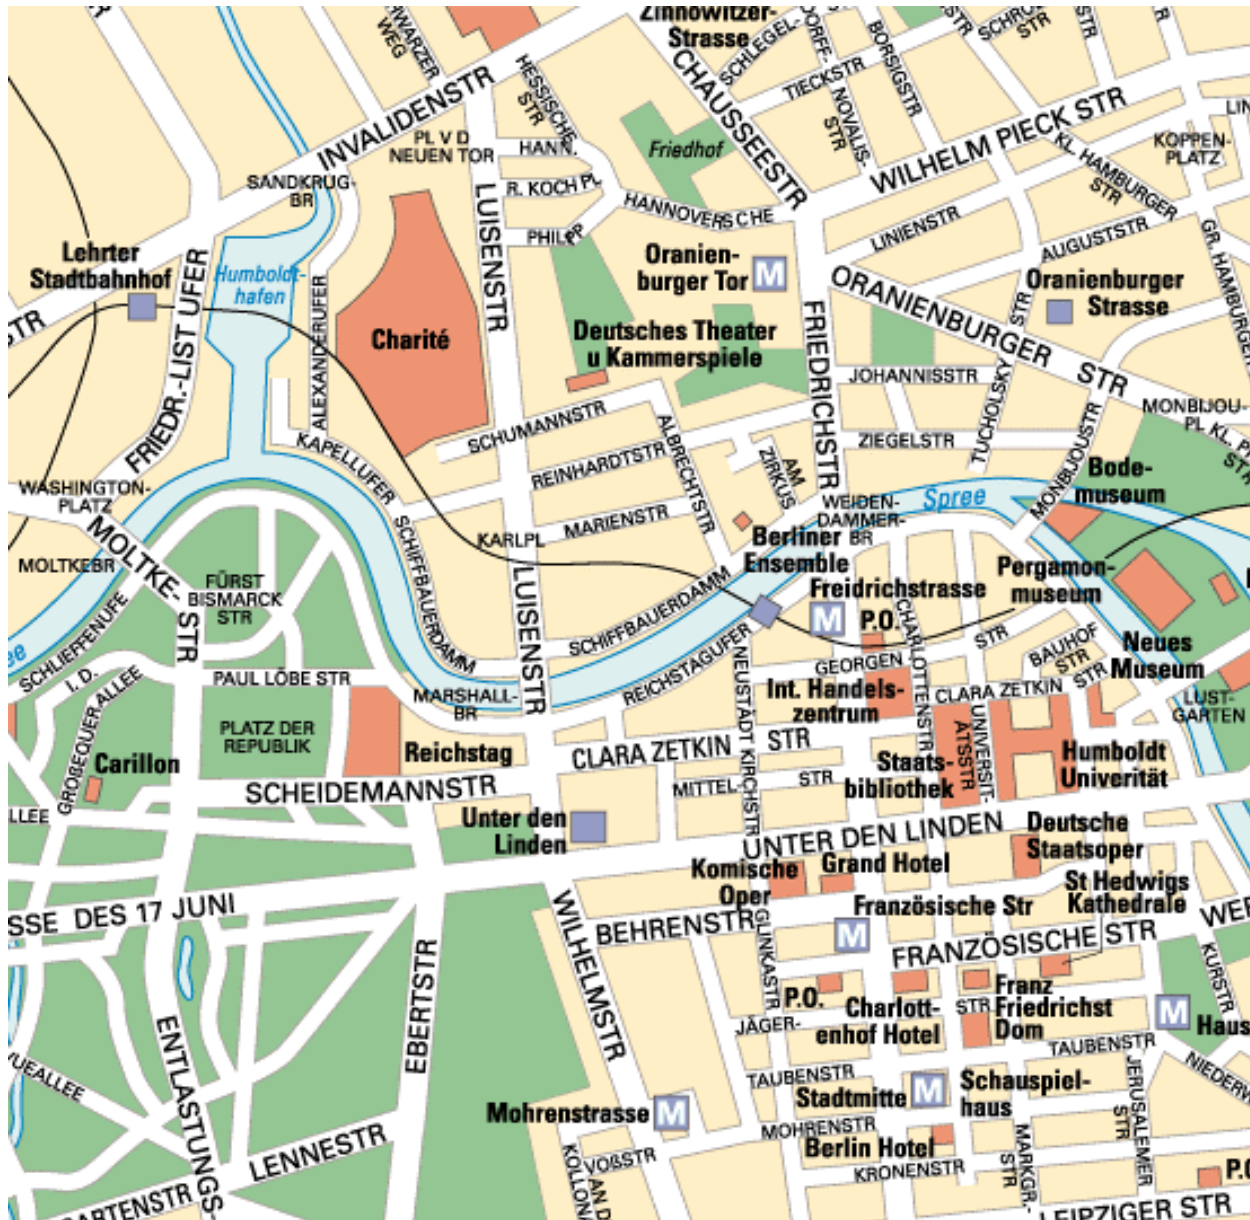 Zinnowitzer-
Strasse
SCHLEGEL-
TIECKSTR
BORSIGSTR
NOVALIS-
STR
HESSISCHE
STR
WEG
INVALIDENSTR
CHAUSSEESTR
WILHELM PIECK STR
PL V D
NEUEN TOR
HANN.
R. KOCH PL
PHILIPP
HANNOVERSCHE
Friedhof
KL. HAMBURGER
STR
KOPPEN-
PLATZ
GR. HAMBURGER
SANDKRUG-
BR
LINIENSTR
AUGUSTSTR
Lehrter
Stadtbahnhof
Humboldt-
hafen
FRIEDR.-LIST UFER
ALEXANDERUFER
LUISENSTR
Charité
Oranien-
burger Tor
M
ORANIENBURGER STR
Oranienburger
Strasse
Deutsches Theater
u Kammerspiele
FRIEDRICHSTR
JOHANNISSTR
TUCHOLSKY
STR
ZIEGELSTR
MONBIJOU-
PL
MONBIJOUSTR
SCHUMANNSTR
REINHARDTSTR
ALBRECHTSTR
MARIENSTR
AM
ZIRKUS
KAPELLUFER
SCHIFFBAUERDAMM
KARLPL
LUISENSTR
WASHINGTON-
PLATZ
MOLTKEBR
MOLTKE-
STR
FÜRST
BISMARCK
STR
WEIDEN-
DAMMER-
BR
Spree
Bode-
museum
Berliner
Ensemble
Freidrichstrasse
M
P.O.
Pergamon-
museum
Neues
Museum
LUST-
GARTEN
SCHIFFBAUERDAMM
REICHSTAGUFER
LUISENSTR
MARSHALL-
BR
SCHLIEFFENUFE
I. D.
GROßEQUER ALLEE
PAUL LÖBE STR
PLATZ DER
REPUBLIK
Reichstag
Carillon
SCHEIDEMANNSTR
GEORGEN
STR
CHARLOTTENSTR
BAUHOF
STR
CLARA ZETKIN STR
Int. Handels-
zentrum
CLARA ZETKIN STR
NEUSTÄDT KIRCHSTR
MITTEL-
STR
UNIVERSIT-
ÄTSSTR
Staats-
bibliothek
Humboldt
Univerität
Unter den
Linden
UNTER DEN LINDEN
Deutsche
Staatsoper
Komische
Oper
Grand Hotel
St Hedwigs
Kathedrale
SSE DES 17 JUNI
WILHELMSTR
BEHRENSTR
GLINKASTR
Französische Str
M
FRANZÖSISCHE STR
KURSTR
P.O.
Charlott-
enhof Hotel
Franz
Friedrichst
Dom
JÄGER-
STR
M
Haus
EBERTSTR
ENTLASTUNGS-
TAUBENSTR
TAUBENSTR
Stadtmitte
M
Schauspiel-
haus
JERUSALEMER
STR
Mohrenstrasse
M
MOHRENSTR
Berlin Hotel
KRONENSTR
MARKGR.-
STR
VOßSTR
LENNESTR
LEIPZIGER STR